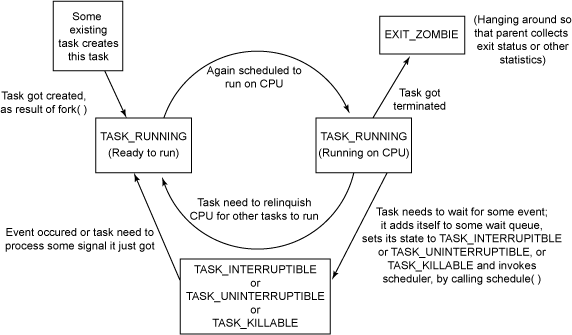 Some
existing
task creates
this task
EXIT_ZOMBIE
(Hanging around so
that parent collects
exit status or other
statistics)
Again scheduled to
run on CPU
Task got created,
as result of fork( )
Task got
terminated
TASK_RUNNING
(Ready to run)
TASK_RUNNING
(Running on CPU)
Task need to relinquish
CPU for other tasks to run
Event occured or task need to
process some signal it just got
Task needs to wait for some event;
it adds itself to some wait queue,
sets its state to TASK_INTERRUPITBLE
or TASK_UNINTERRUPTIBLE, or
TASK_KILLABLE and invokes
scheduler, by calling schedule( )
TASK_INTERRUPTIBLE
or
TASK_UNINTERRUPTIBLE
or
TASK_KILLABLE